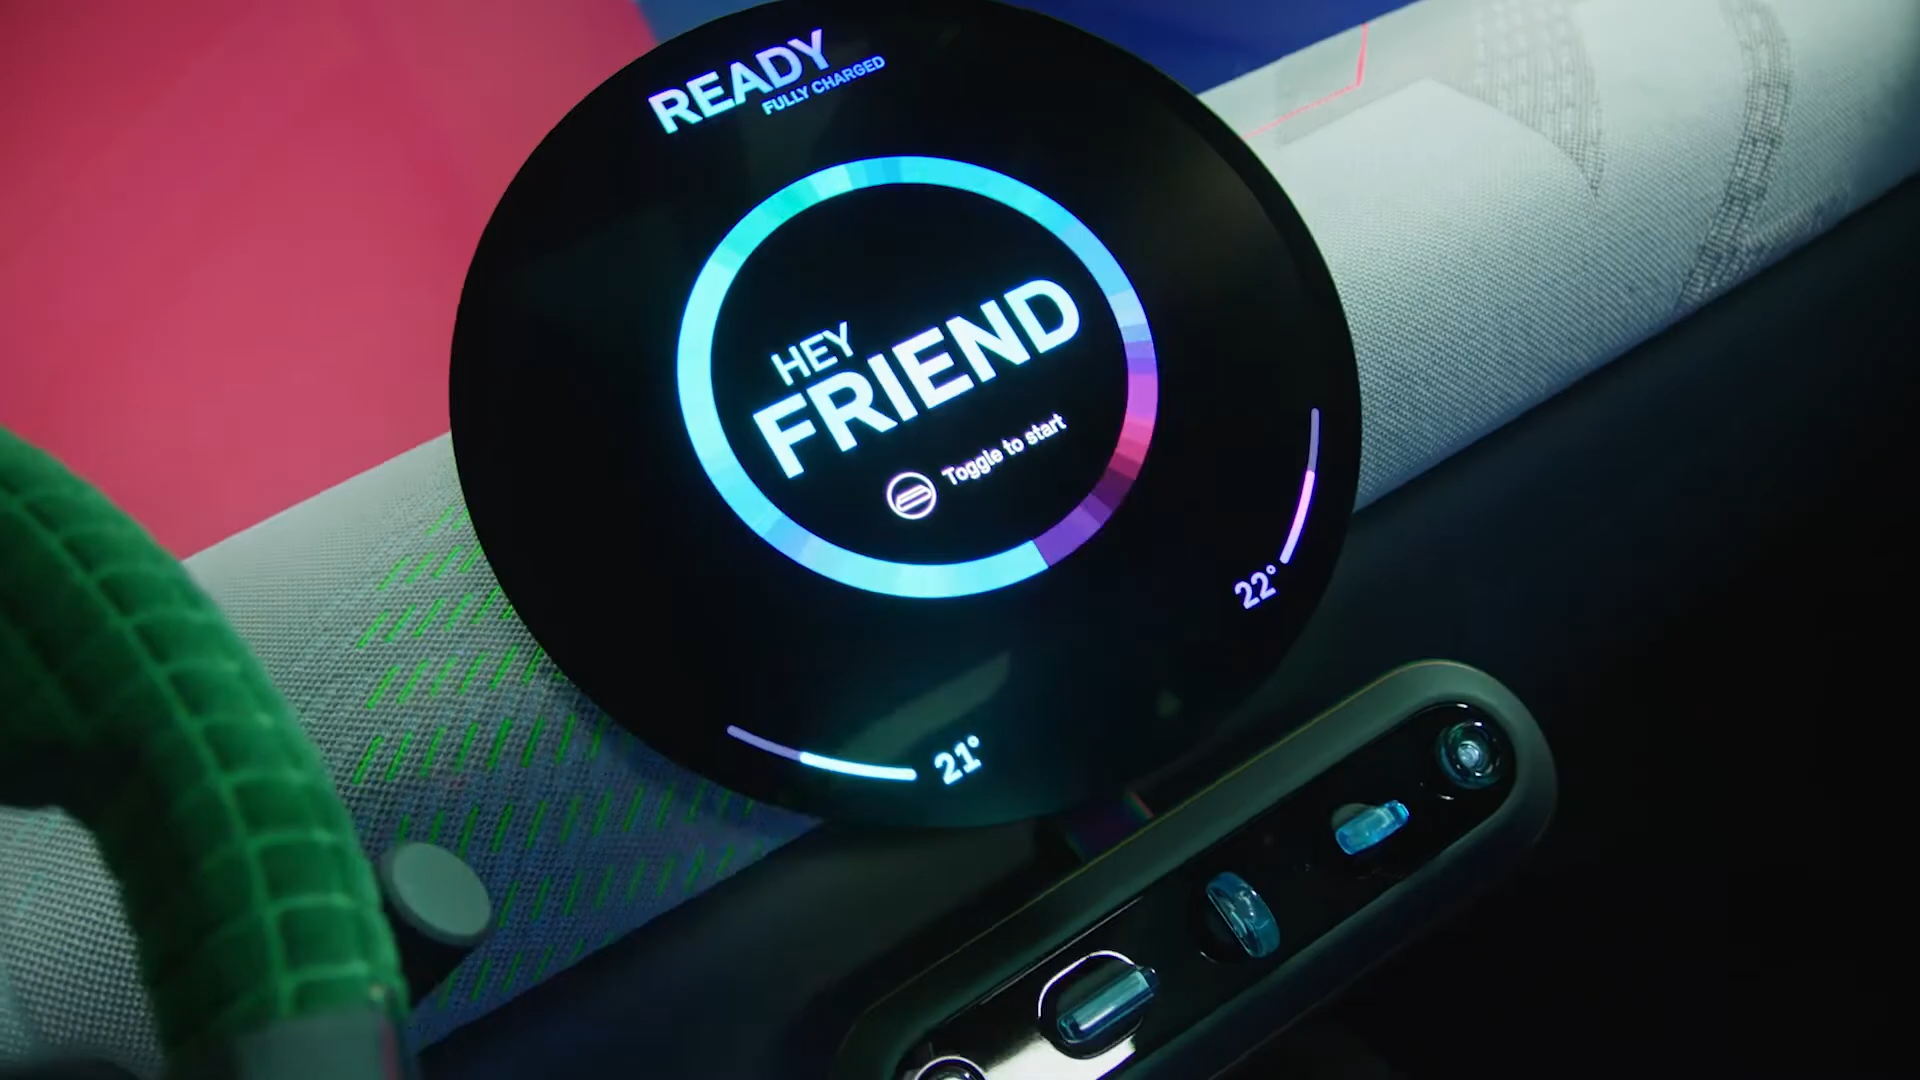 READY
FULLY CHARGED
HEY
FRIEND
Toggle to start
22°
21°